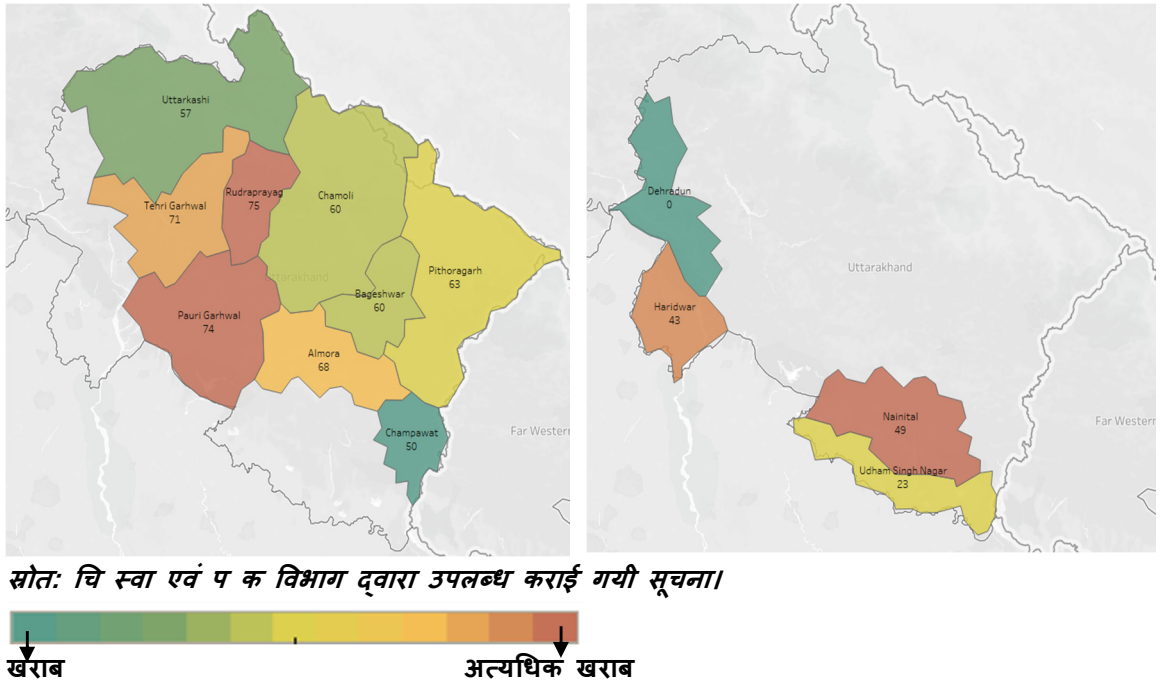 Uttarkashi
57
Tehri Garhwal
71
Rudraprayag
75
Chamoli
60
Uttarakhand
Pithoragarh
63
Bageshwar
60
Pauri Garhwal
74
Almora
68
Champawat
50
Far Western
Dehradun
0
Haridwar
43
Uttarakhand
Nainital
49
Udham Singh Nagar
23
Far Western
स्रोत: चि स्वा एवं प क विभाग द्वारा उपलब्ध कराई गयी सूचना।
खराब
अत्यधिक खराब